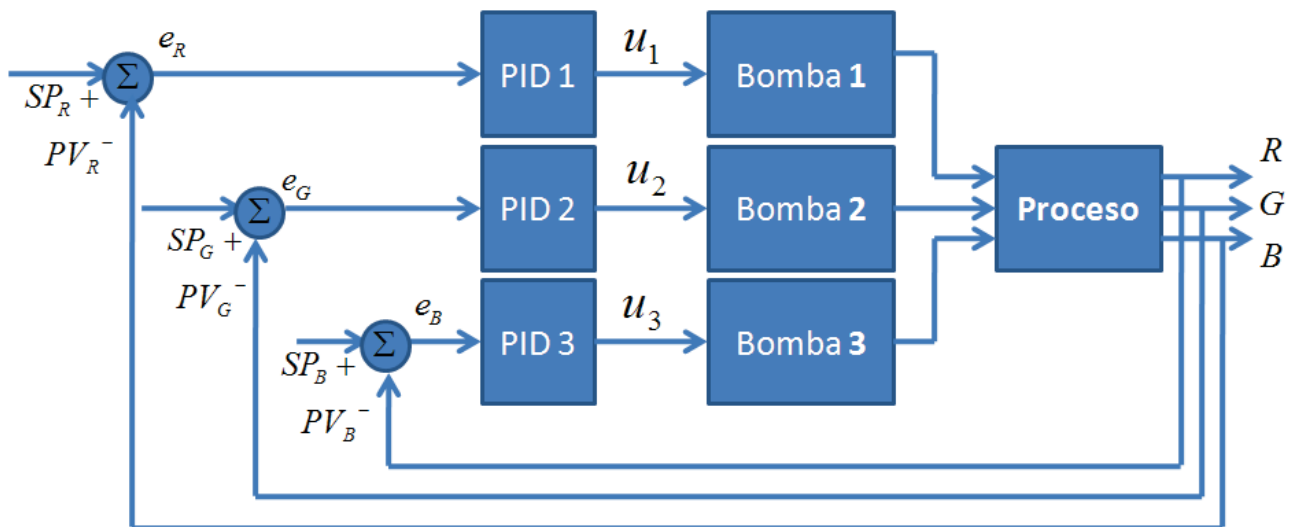 e_R
Σ
SP_R +
PV_R^-
PID 1
u_1
Bomba 1
e_G
Σ
SP_G +
PV_G^-
PID 2
u_2
Bomba 2
e_B
Σ
SP_B +
PV_B^-
PID 3
u_3
Bomba 3
Proceso
R
G
B